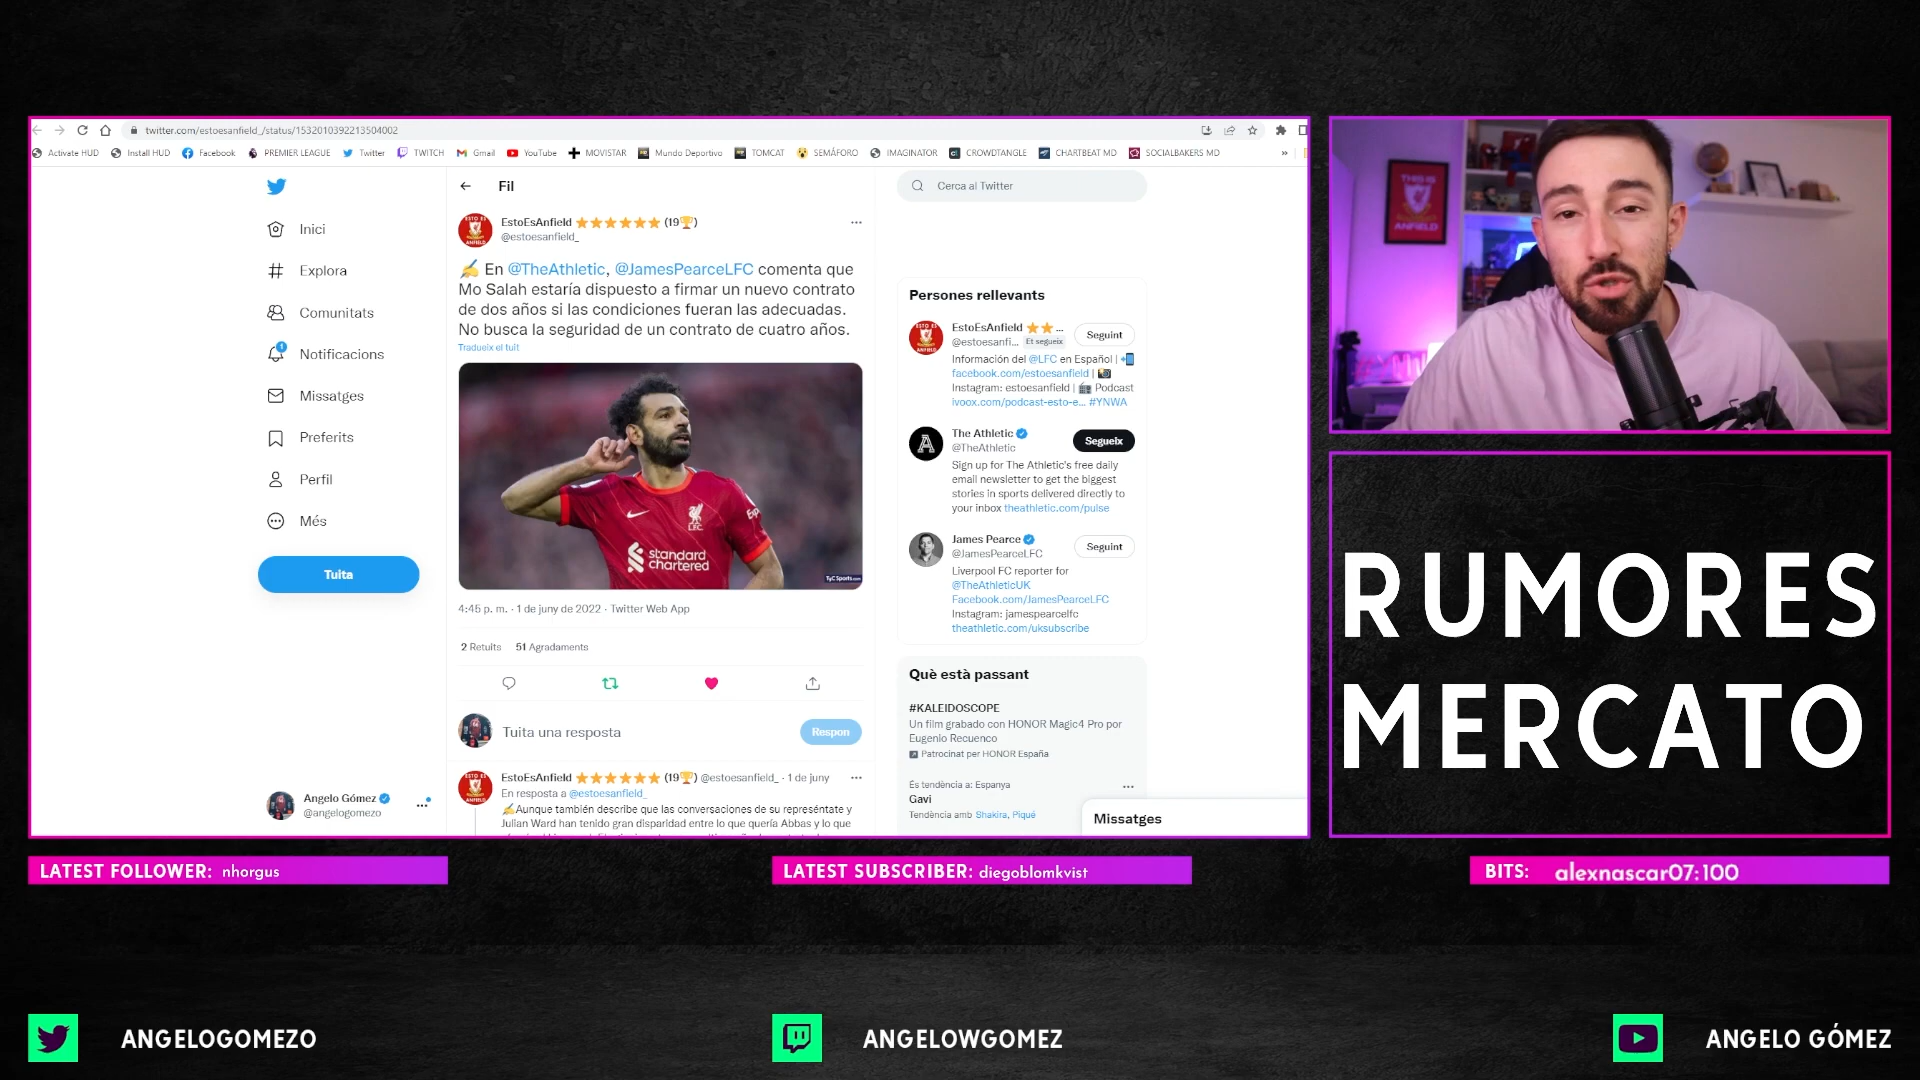 twitter.com/estoesanfield_/status/1532010392213504002
Activate HUD
Install HUD
Facebook
PREMIER LEAGUE
Twitter
TWITCH
Gmail
YouTube
MOVISTAR
Mundo Deportivo
TOMCAT
SEMÁFORO
IMAGINATOR
CROWDTANGLE
CHARTBEAT MD
SOCIALBAKERS MD
»
Inici
Explora
Comunitats
1
Notificacions
Missatges
Preferits
Perfil
Més
Tuita
Angelo Gómez
@angelogomezo
Fil
EstoEsAnfield ⭐⭐⭐⭐⭐⭐ (19🏆)
@estoesanfield_
✍️ En @TheAthletic, @JamesPearceLFC comenta que
Mo Salah estaría dispuesto a firmar un nuevo contrato
de dos años si las condiciones fueran las adecuadas.
No busca la seguridad de un contrato de cuatro años.
Tradueix el tuit
L.F.C.
standard
chartered
TyC Sports.com
4:45 p. m. · 1 de juny de 2022 · Twitter Web App
2 Retuits 51 Agradaments
Tuita una resposta
Respon
EstoEsAnfield ⭐⭐⭐⭐⭐⭐ (19🏆) @estoesanfield_ · 1 de juny
En resposta a @estoesanfield_
✍️Aunque también describe que las conversaciones de su represéntate y
Julian Ward han tenido gran disparidad entre lo que quería Abbas y lo que
Cerca al Twitter
Persones rellevants
EstoEsAnfield ⭐⭐ ...
Seguint
@estoesanfi... Et segueix
Información del @LFC en Español | 📲
facebook.com/estoesanfield | 📸
Instagram: estoesanfield | 📻 Podcast
ivoox.com/podcast-esto-e... #YNWA
The Athletic
@TheAthletic
Segueix
Sign up for The Athletic's free daily
email newsletter to get the biggest
stories in sports delivered directly to
your inbox theathletic.com/pulse
James Pearce
@JamesPearceLFC
Seguint
Liverpool FC reporter for
@TheAthleticUK
Facebook.com/JamesPearceLFC
Instagram: jamespearcelfc
theathletic.com/uksubscribe
Què està passant
#KALEIDOSCOPE
Un film grabado con HONOR Magic4 Pro por
Eugenio Recuenco
Patrocinat per HONOR España
És tendència a: Espanya
Gavi
Tendència amb Shakira, Piqué
Missatges
THIS IS
ANFIELD
RUMORES
MERCATO
LATEST FOLLOWER: nhorgus
LATEST SUBSCRIBER: diegoblomkvist
BITS: alexnascar07:100
ANGELOGOMEZO
ANGELOWGOMEZ
ANGELO GÓMEZ